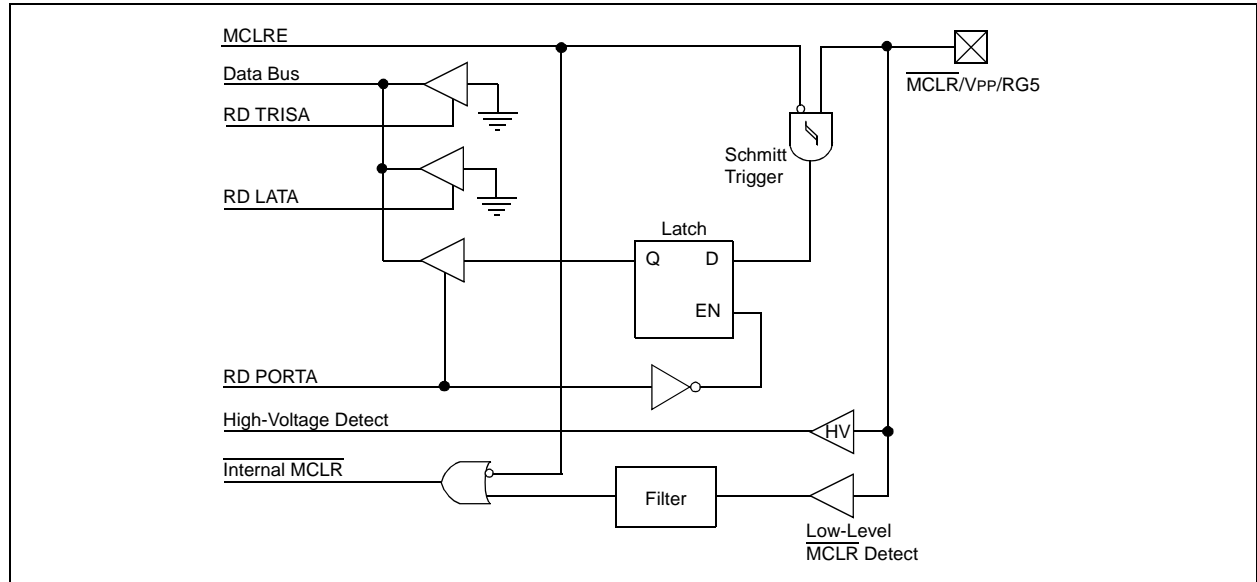 MCLRE
Data Bus
RD TRISA
MCLR/VPP/RG5
Schmitt
Trigger
RD LATA
Latch
Q
D
EN
RD PORTA
High-Voltage Detect
HV
Internal MCLR
Filter
Low-Level
MCLR Detect